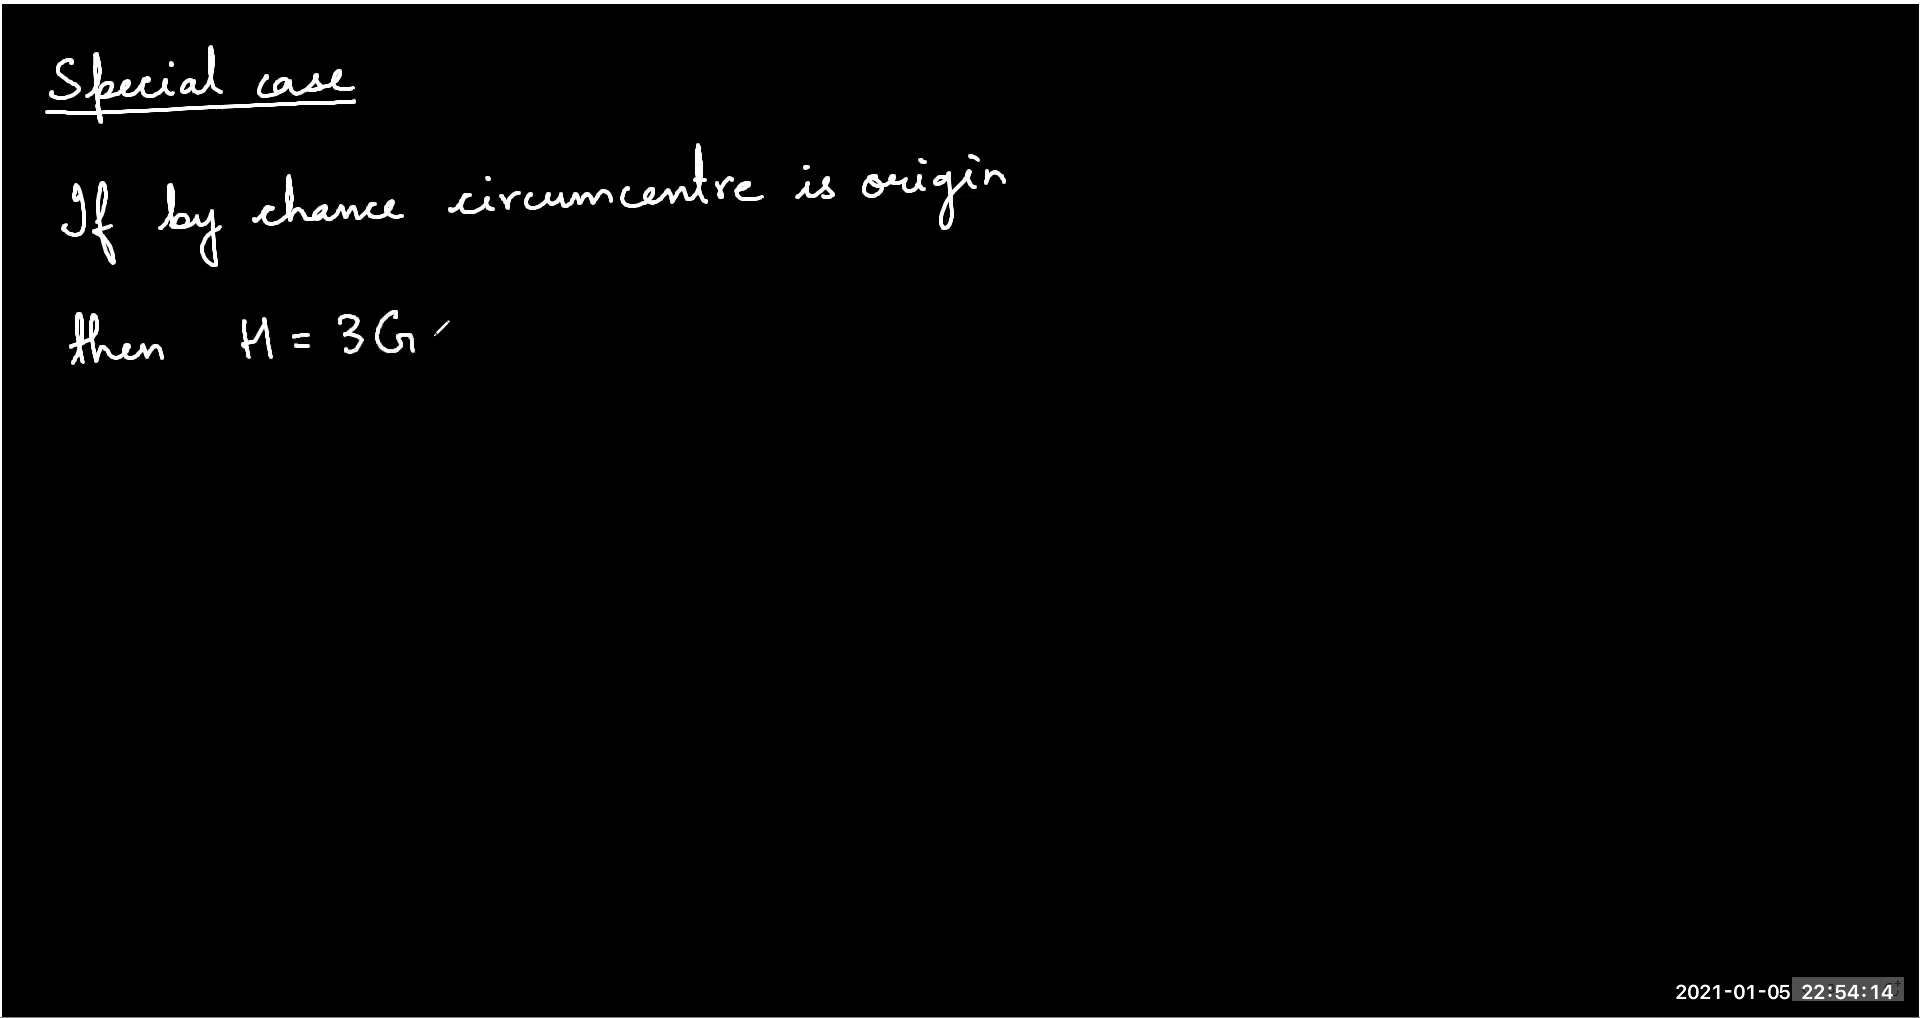 Special case
If by chance circumcentre is origin
then H = 3G
2021-01-05 22:54:14